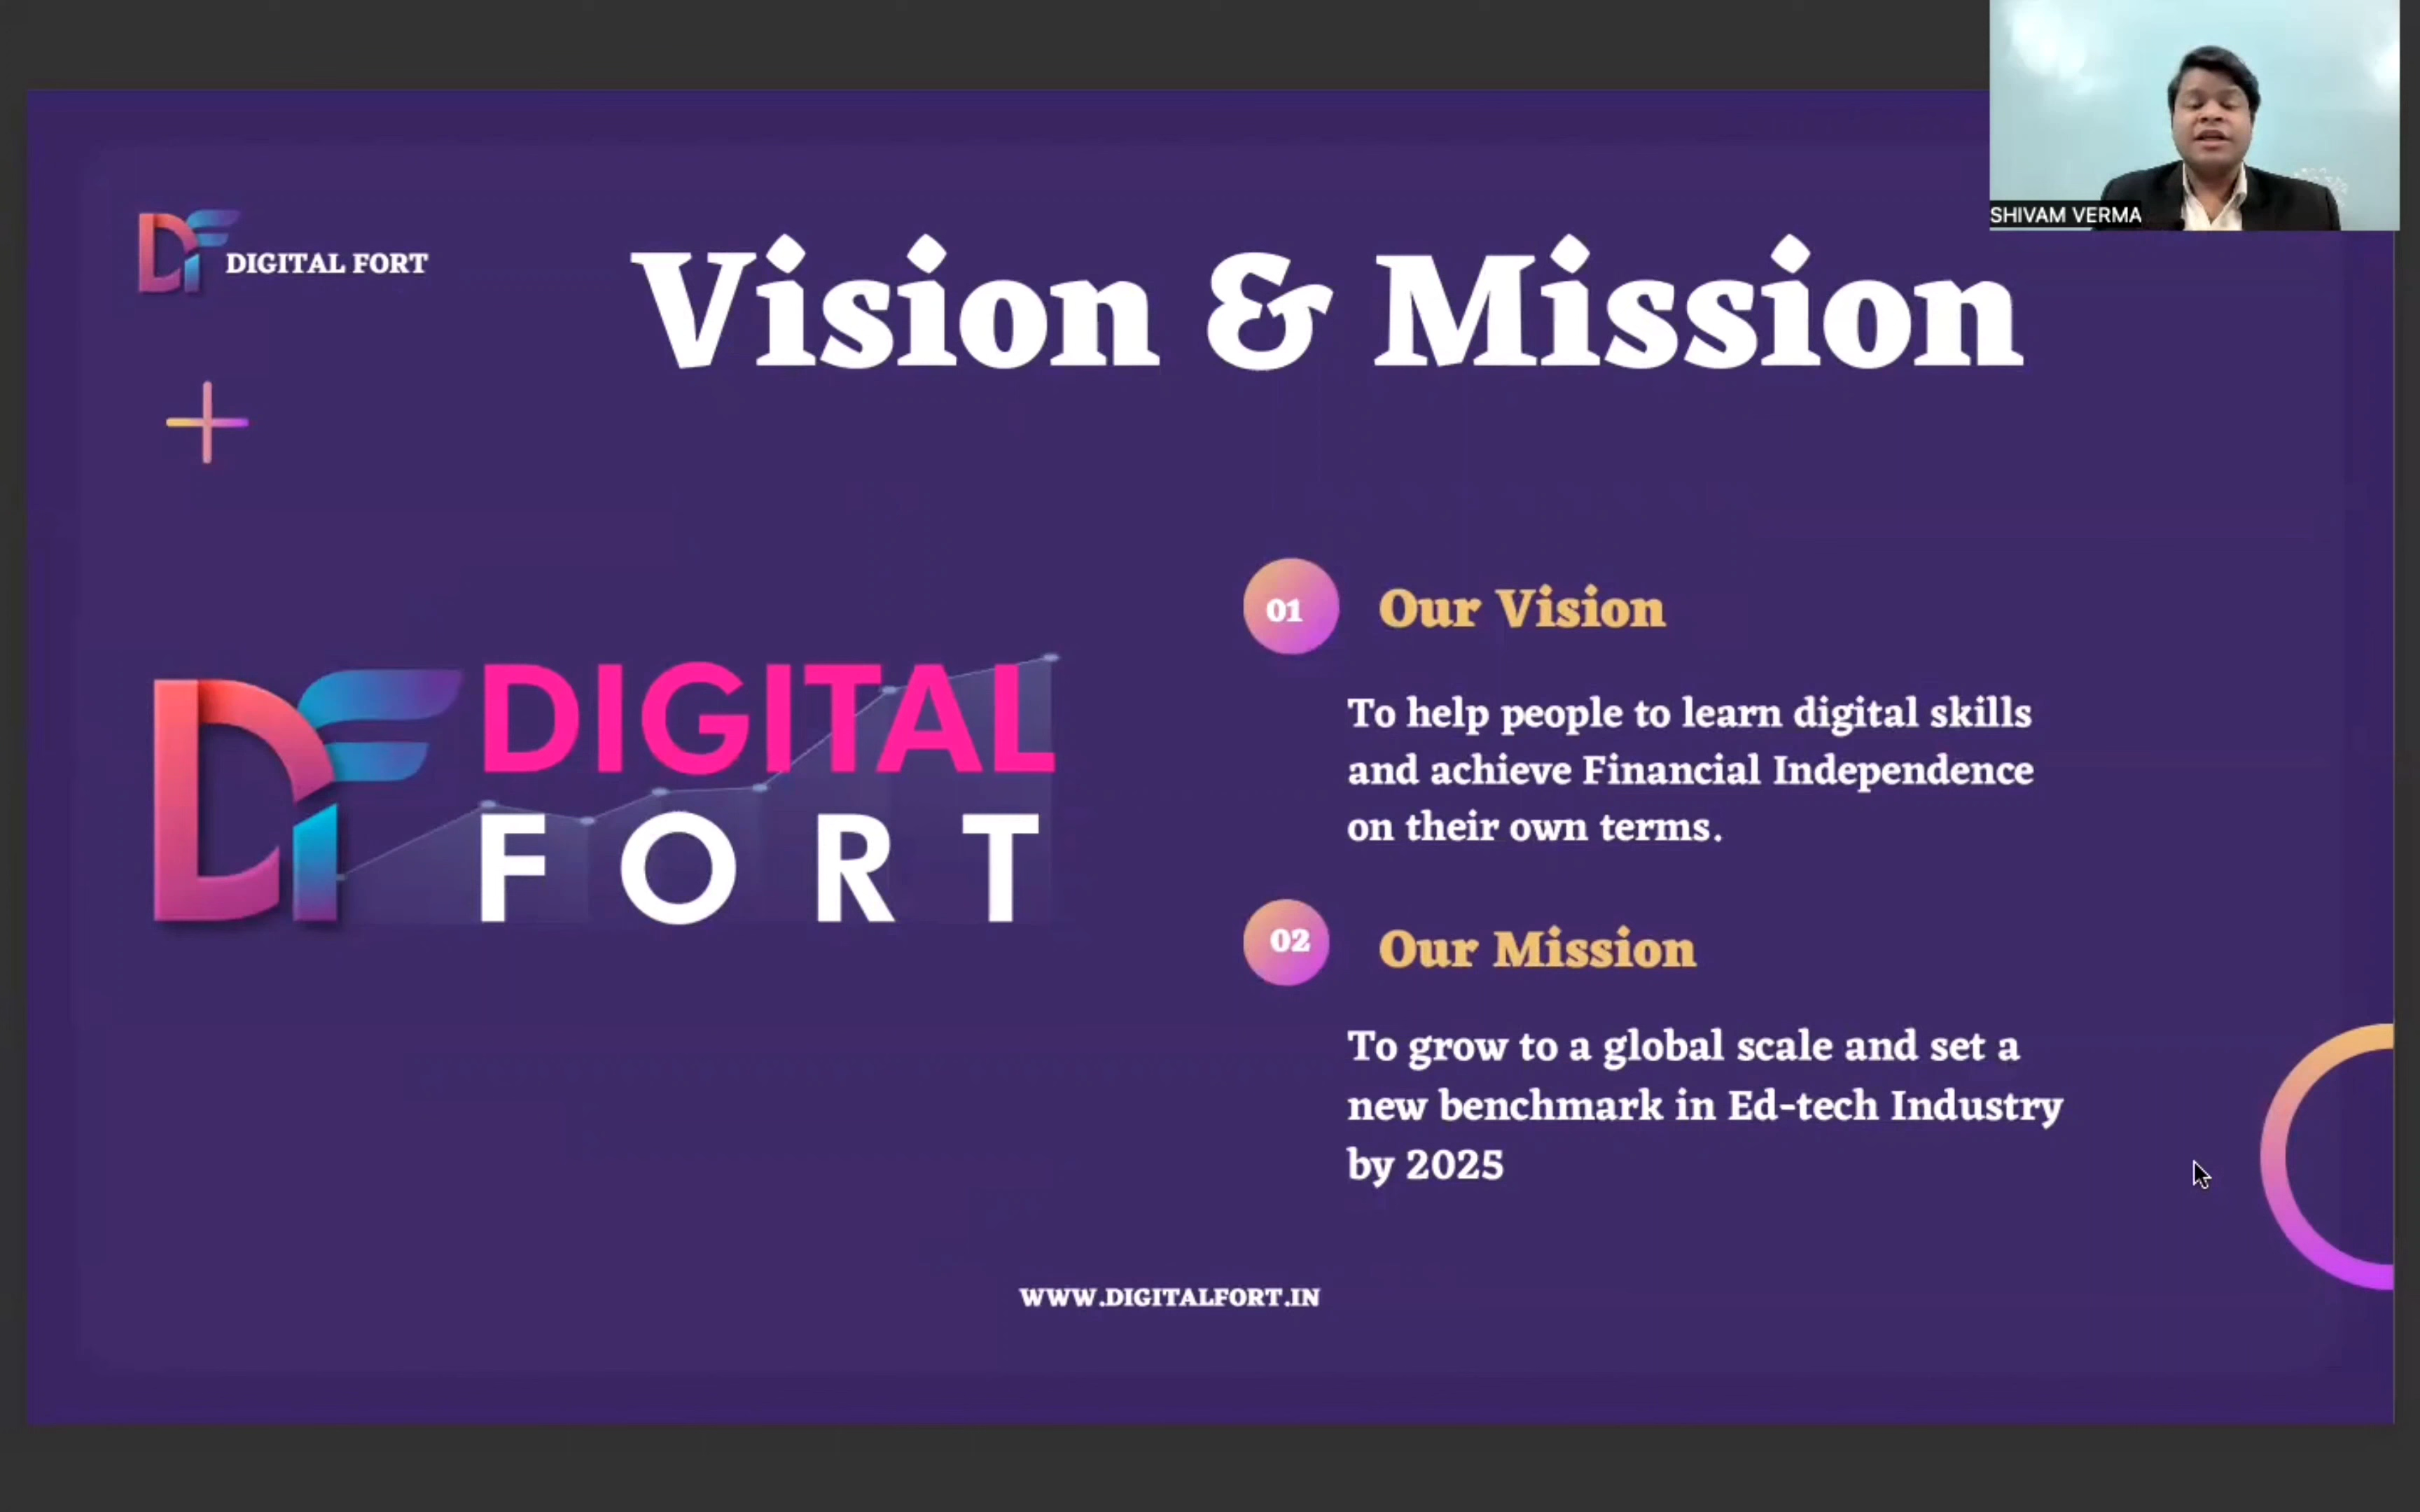 SHIVAM VERMA
DIGITAL FORT
Vision & Mission
DIGITAL
FORT
01
Our Vision
To help people to learn digital skills
and achieve Financial Independence
on their own terms.
02
Our Mission
To grow to a global scale and set a
new benchmark in Ed-tech Industry
by 2025
WWW.DIGITALFORT.IN